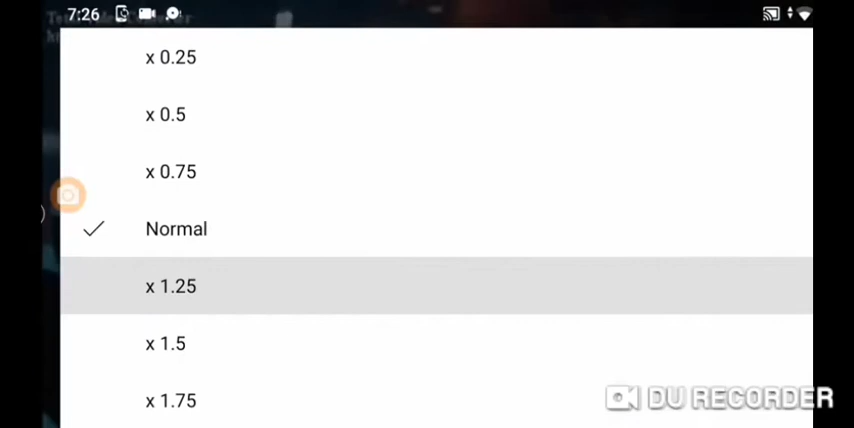 7:26
x 0.25
x 0.5
x 0.75
Normal
x 1.25
x 1.5
x 1.75
DU RECORDER